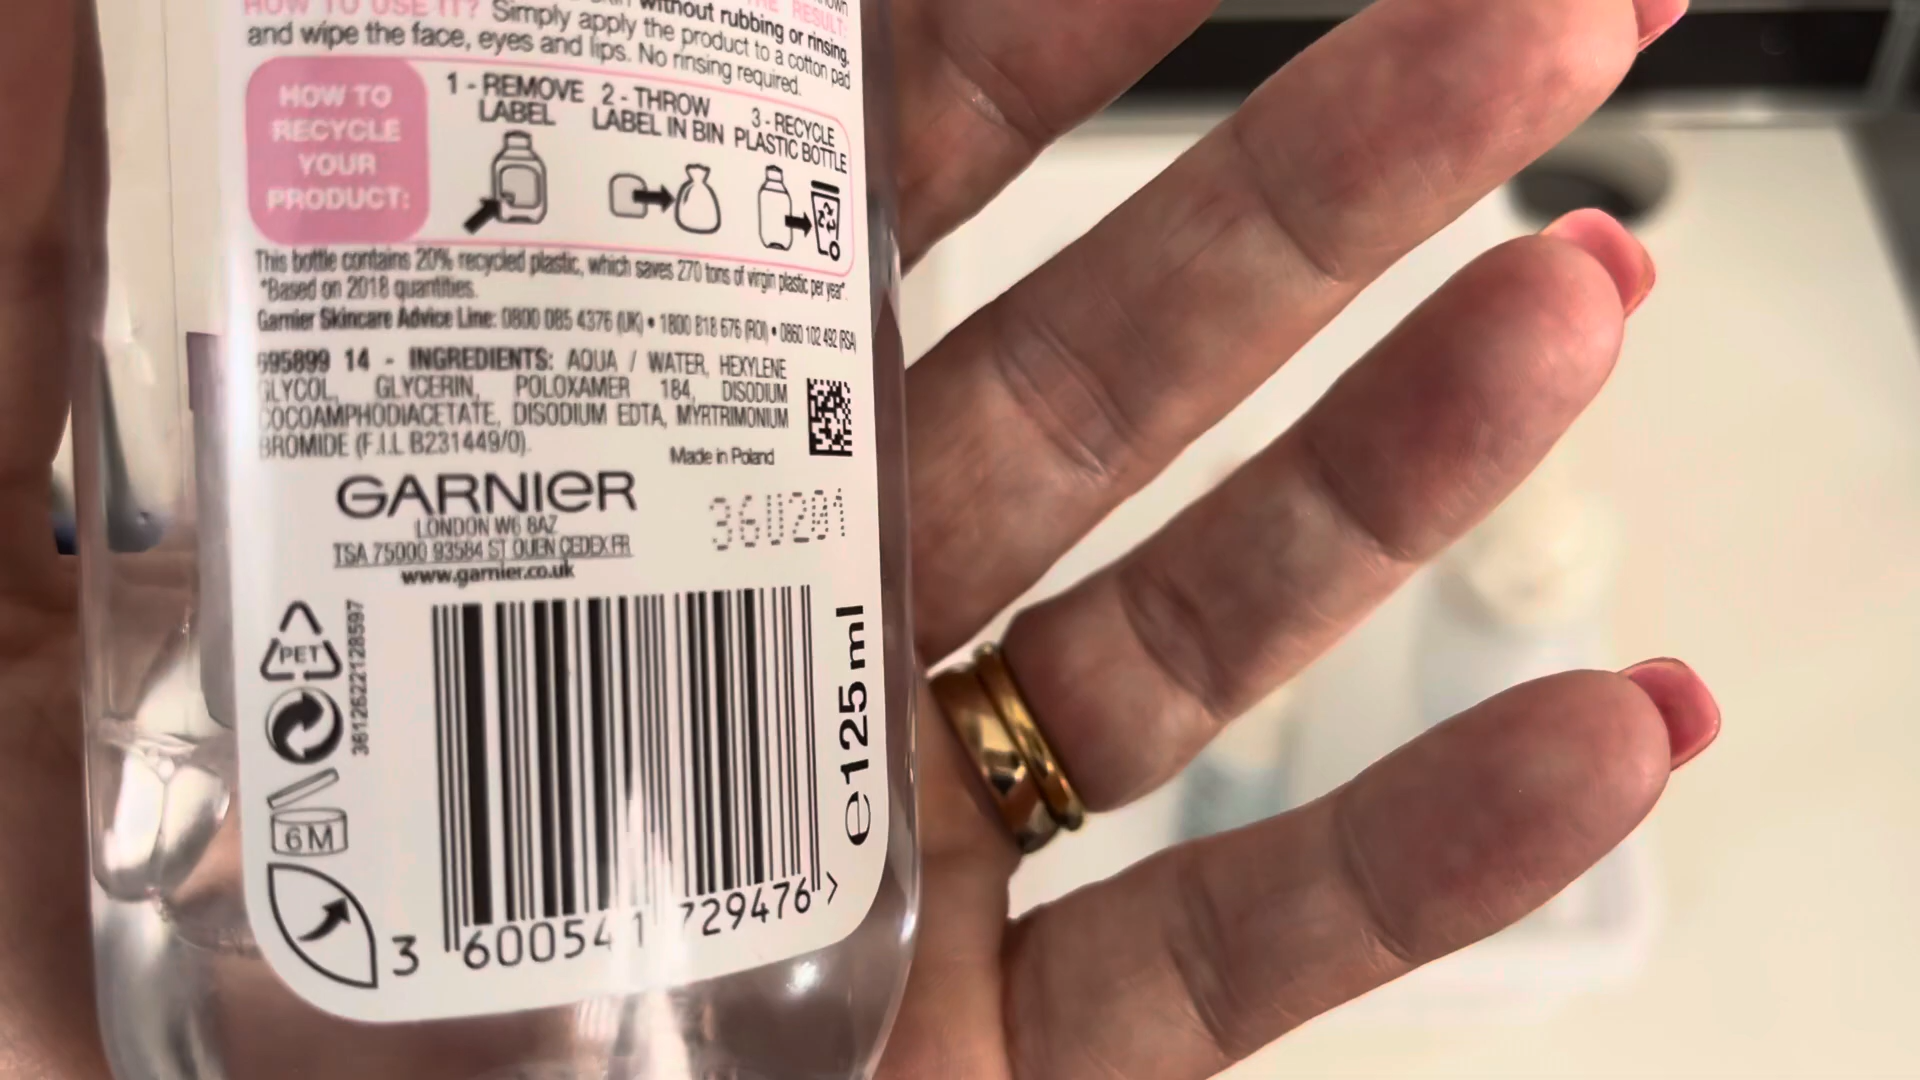 THE RESULT:
without rubbing or rinsing.
HOW TO USE IT? Simply apply the product to a cotton pad
and wipe the face, eyes and lips. No rinsing required.
HOW TO
RECYCLE
YOUR
PRODUCT:
1 - REMOVE
LABEL
2 - THROW
LABEL IN BIN
3 - RECYCLE
PLASTIC BOTTLE
This bottle contains 20% recycled plastic, which saves 270 tons of virgin plastic per year*.
*Based on 2018 quantities.
Garnier Skincare Advice Line: 0800 085 4376 (UK) • 1800 818 676 (ROI) • 0860 102 492 (RSA)
695899 14 - INGREDIENTS: AQUA / WATER, HEXYLENE
GLYCOL, GLYCERIN, POLOXAMER 184, DISODIUM
COCOAMPHODIACETATE, DISODIUM EDTA, MYRTRIMONIUM
BROMIDE (F.I.L. B231449/0).
Made in Poland
GARNIER
LONDON W6 8AZ
TSA 75000 93584 ST OUEN CEDEX FR
www.garnier.co.uk
36U201
PET
3612622128597
6M
e125 ml
3 600541 729476 >